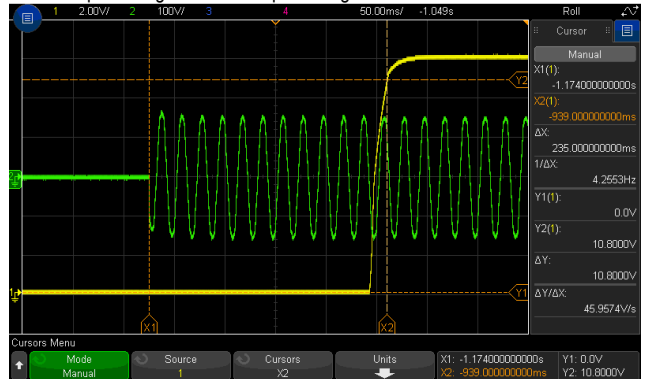 1 2.00V/ 2 100V/ 3 4 50.00ms/ -1.049s Roll
Cursor
Manual
X1(1):
-1.174000000000s
X2(1):
-939.000000000ms
ΔX:
235.000000000ms
1/ΔX:
4.2553Hz
Y1(1):
0.0V
Y2(1):
10.8000V
ΔY:
10.8000V
ΔY/ΔX:
45.9574V/s
Y2
2
1
Y1
X1 X2
Cursors Menu
Mode
Manual
Source
1
Cursors
X2
Units
X1: -1.174000000000s
X2: -939.000000000ms
Y1: 0.0V
Y2: 10.8000V